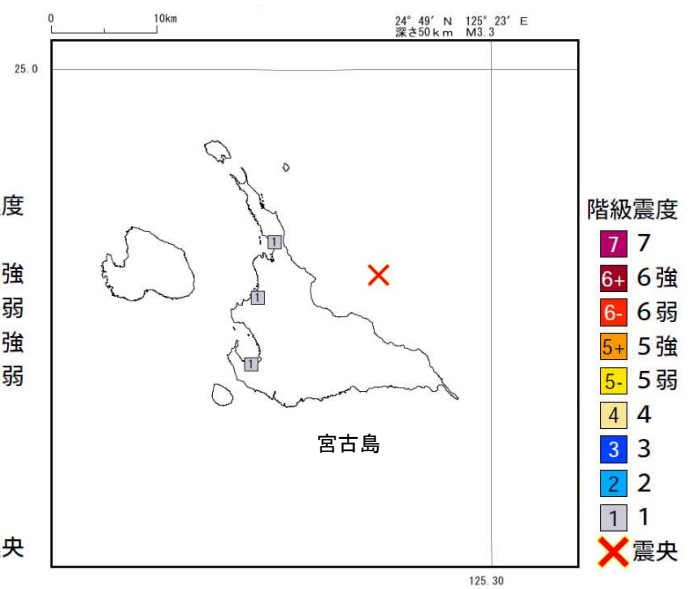 0 10km
24° 49′ N 125° 23′ E
深さ50km M3.3
25.0
度
強
弱
強
弱
央
1
1
1
宮古島
125.30
階級震度
7 7
6+ 6強
6- 6弱
5+ 5強
5- 5弱
4 4
3 3
2 2
1 1
震央